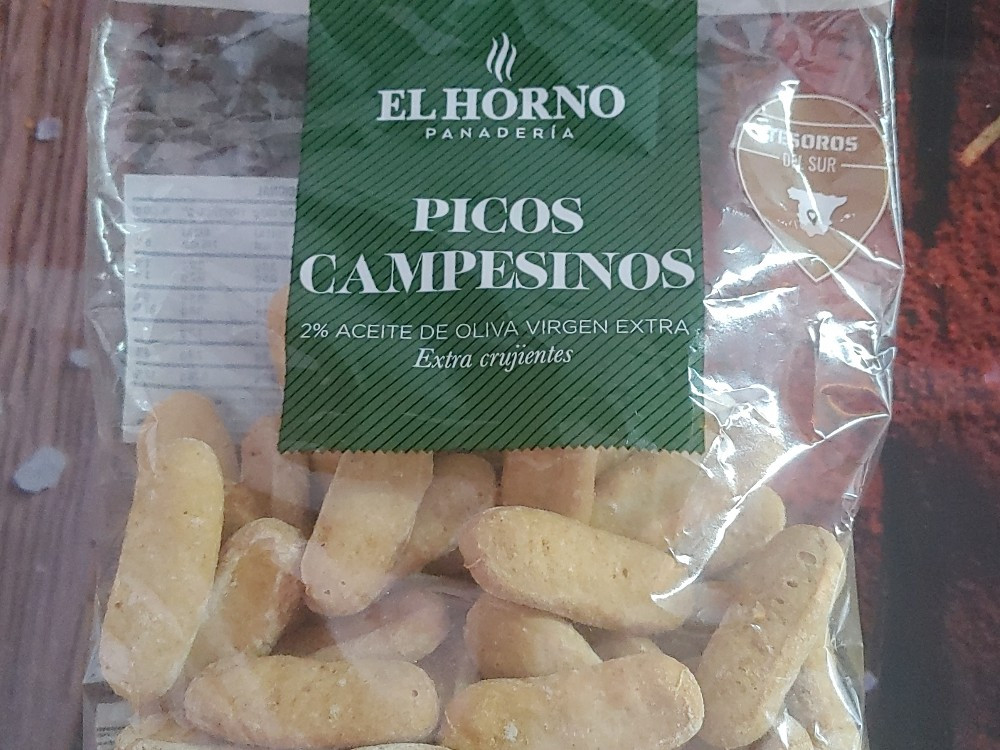 EL HORNO
PANADERÍA
PICOS
CAMPESINOS
2% ACEITE DE OLIVA VIRGEN EXTRA
Extra crujientes
TESOROS
DEL SUR